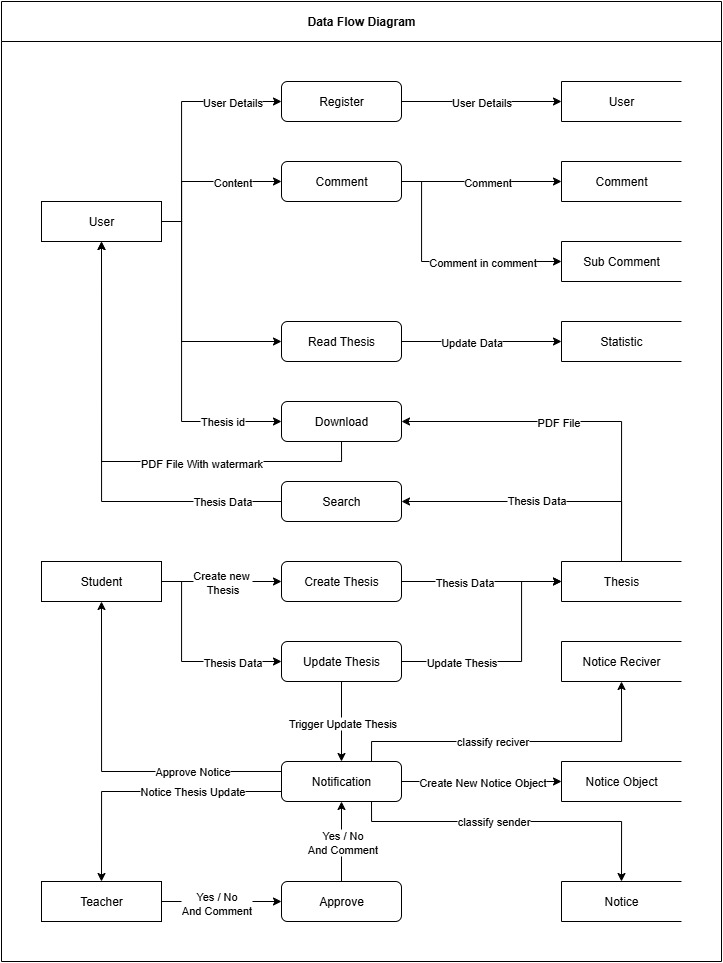 Data Flow Diagram
User Details
Register
User Details
User
Content
Comment
Comment
Comment
User
Comment in comment
Sub Comment
Read Thesis
Update Data
Statistic
Thesis id
Download
PDF File
PDF File With watermark
Thesis Data
Search
Thesis Data
Student
Create new
Thesis
Create Thesis
Thesis Data
Thesis
Thesis Data
Update Thesis
Update Thesis
Notice Reciver
Trigger Update Thesis
classify reciver
Approve Notice
Notification
Create New Notice Object
Notice Object
Notice Thesis Update
classify sender
Yes / No
And Comment
Teacher
Yes / No
And Comment
Approve
Notice